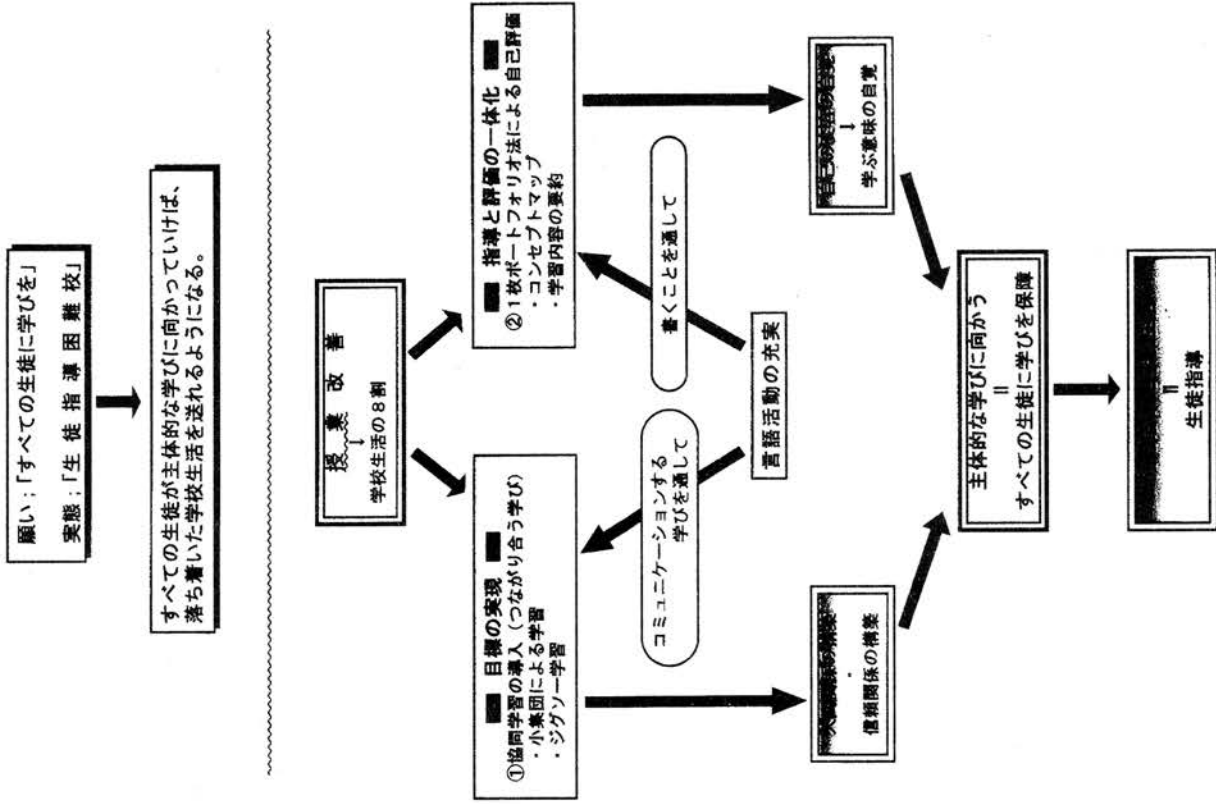 願い；「すべての生徒に学びを」
実態；「生徒指導困難校」
すべての生徒が主体的な学びに向かっていけば、
落ち着いた学校生活を送れるようになる。
授業改善
↓
学校生活の８割
目標の実現
①協同学習の導入（つながり合う学び）
・小集団による学習
・ジグソー学習
指導と評価の一体化
②１枚ポートフォリオ法による自己評価
・コンセプトマップ
・学習内容の要約
コミュニケーションする
学びを通して
書くことを通して
言語活動の充実
・
信頼関係の構築
↓
学ぶ意味の自覚
主体的な学びに向かう
＝
すべての生徒に学びを保障
＝
生徒指導